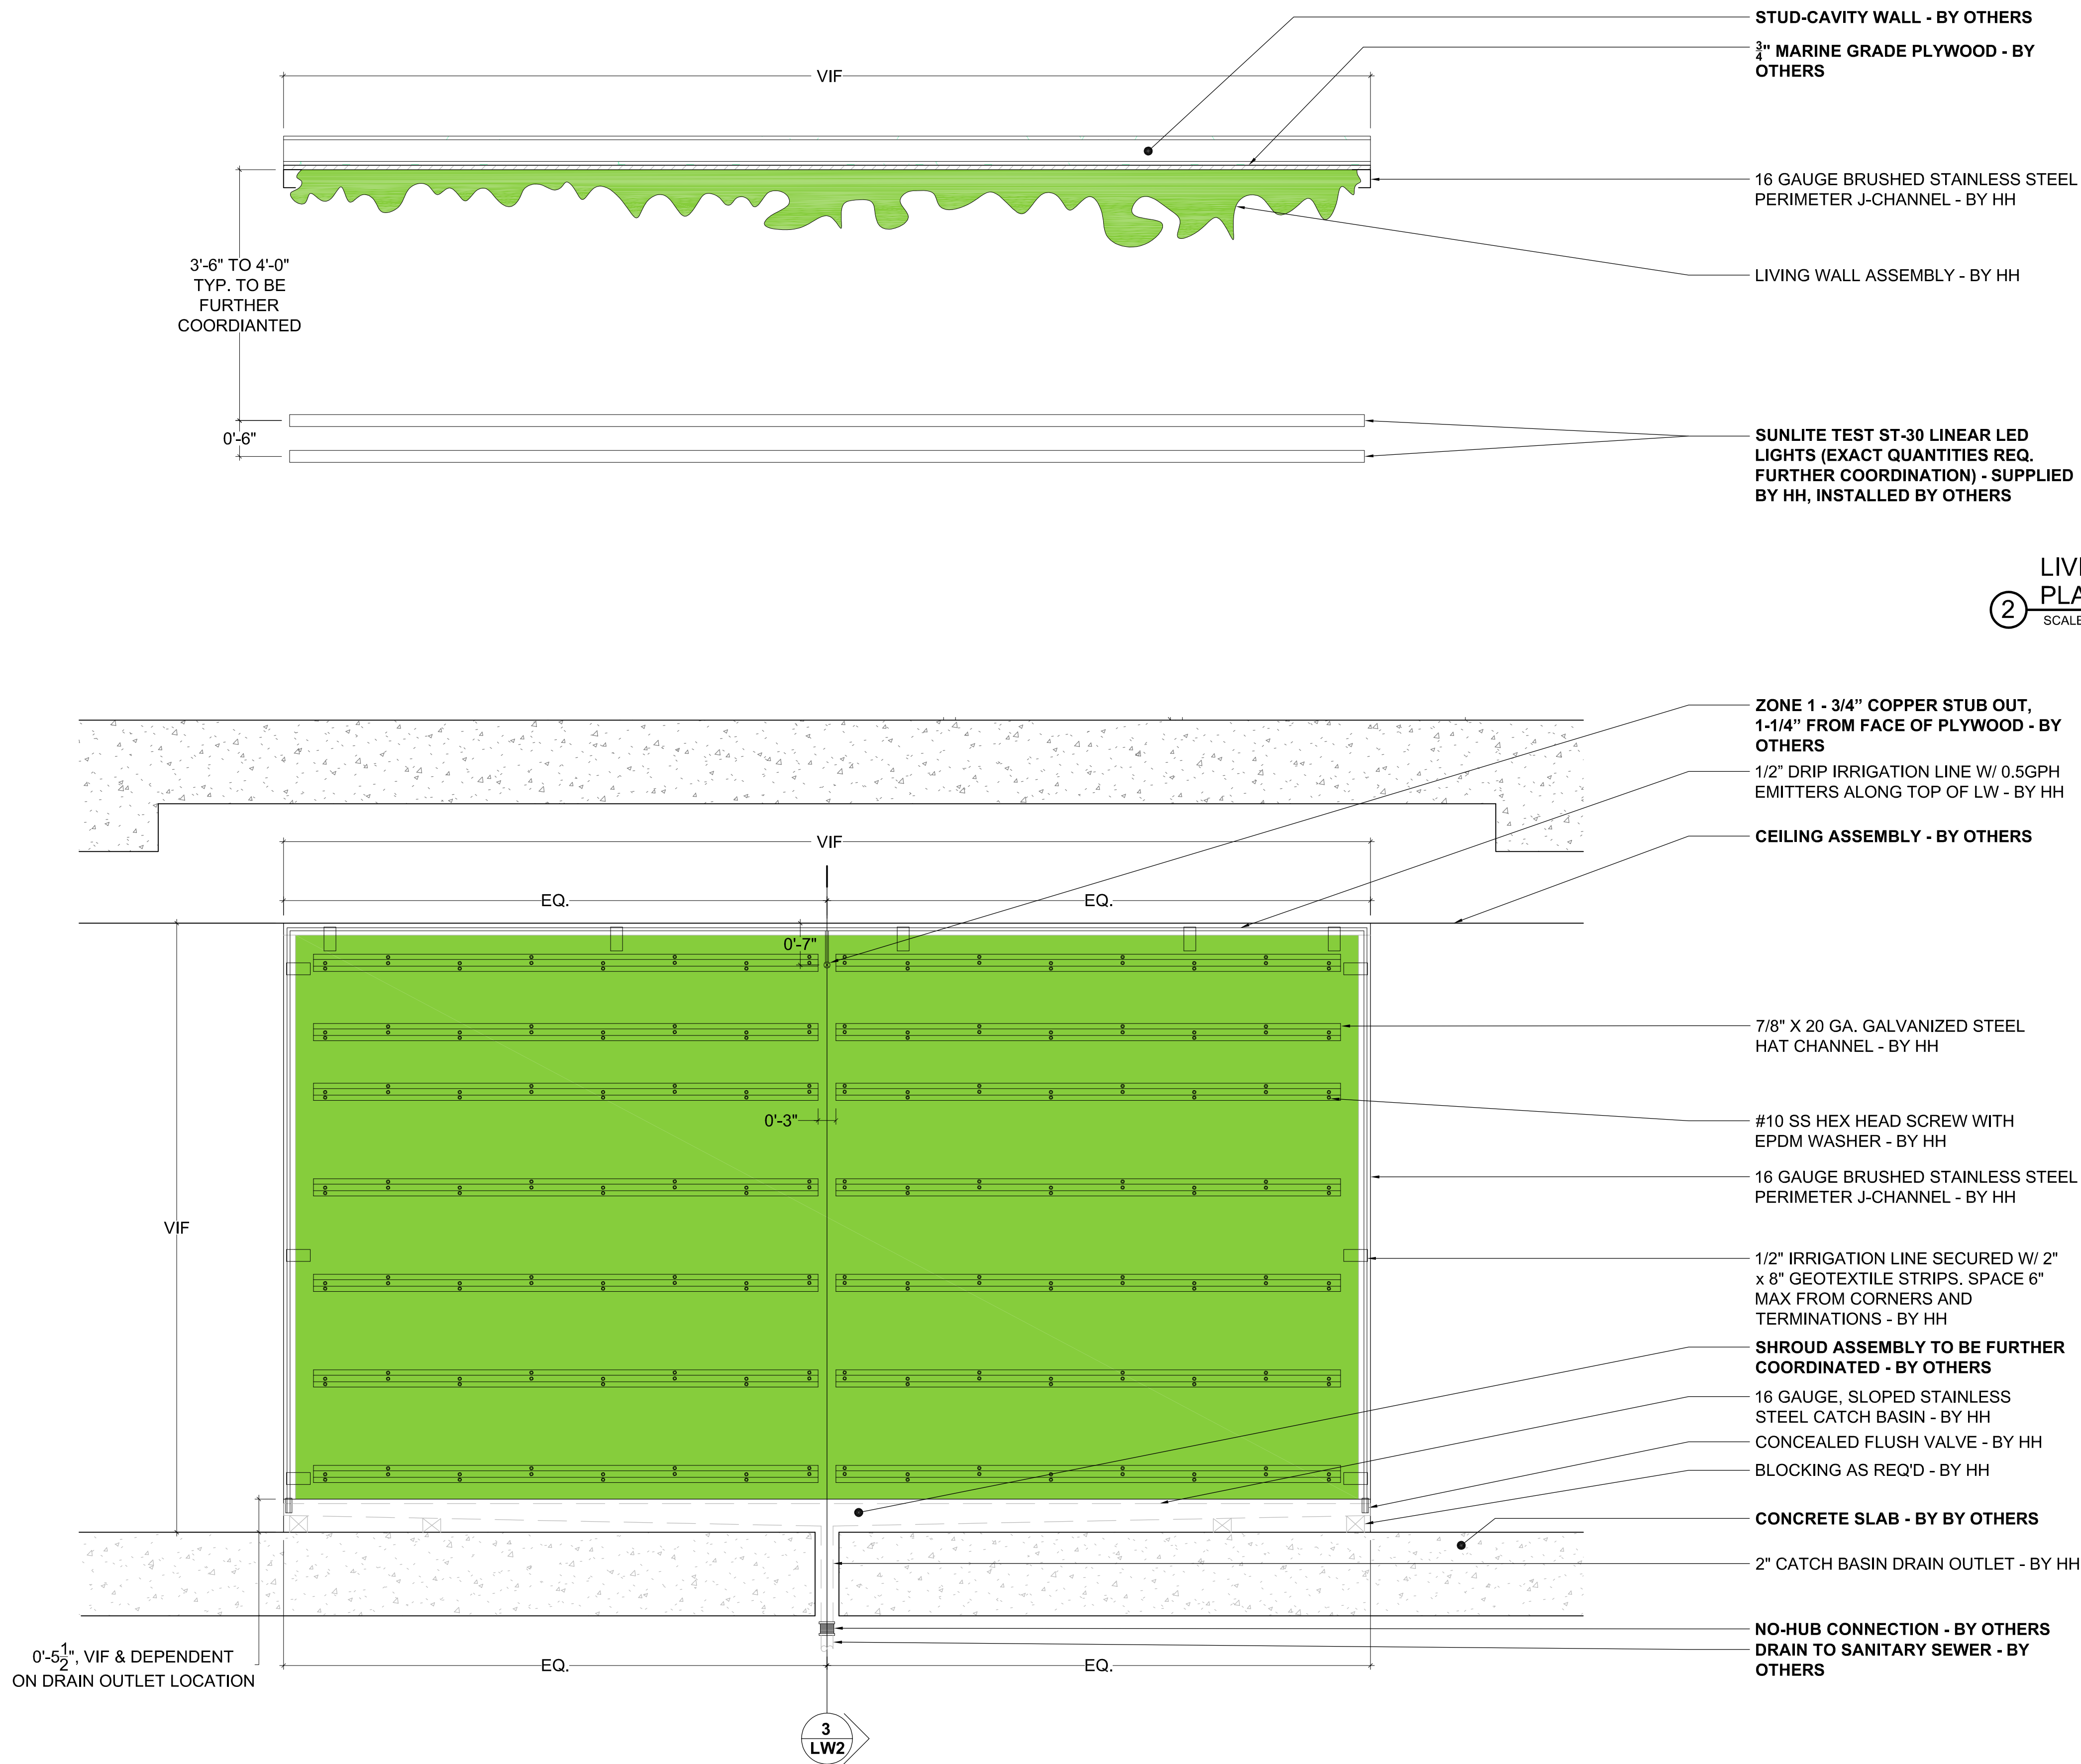 STUD-CAVITY WALL - BY OTHERS
3/4" MARINE GRADE PLYWOOD - BY
OTHERS
VIF
16 GAUGE BRUSHED STAINLESS STEEL
PERIMETER J-CHANNEL - BY HH
LIVING WALL ASSEMBLY - BY HH
3'-6" TO 4'-0"
TYP. TO BE
FURTHER
COORDIANTED
0'-6"
SUNLITE TEST ST-30 LINEAR LED
LIGHTS (EXACT QUANTITIES REQ.
FURTHER COORDINATION) - SUPPLIED
BY HH, INSTALLED BY OTHERS
2
LIVI
PLA
SCALE
ZONE 1 - 3/4” COPPER STUB OUT,
1-1/4” FROM FACE OF PLYWOOD - BY
OTHERS
1/2” DRIP IRRIGATION LINE W/ 0.5GPH
EMITTERS ALONG TOP OF LW - BY HH
CEILING ASSEMBLY - BY OTHERS
VIF
EQ.
EQ.
0'-7"
7/8" X 20 GA. GALVANIZED STEEL
HAT CHANNEL - BY HH
0'-3"
#10 SS HEX HEAD SCREW WITH
EPDM WASHER - BY HH
16 GAUGE BRUSHED STAINLESS STEEL
PERIMETER J-CHANNEL - BY HH
VIF
1/2" IRRIGATION LINE SECURED W/ 2"
x 8" GEOTEXTILE STRIPS. SPACE 6"
MAX FROM CORNERS AND
TERMINATIONS - BY HH
SHROUD ASSEMBLY TO BE FURTHER
COORDINATED - BY OTHERS
16 GAUGE, SLOPED STAINLESS
STEEL CATCH BASIN - BY HH
CONCEALED FLUSH VALVE - BY HH
BLOCKING AS REQ'D - BY HH
CONCRETE SLAB - BY BY OTHERS
2" CATCH BASIN DRAIN OUTLET - BY HH
NO-HUB CONNECTION - BY OTHERS
DRAIN TO SANITARY SEWER - BY
OTHERS
0'-5 1/2", VIF & DEPENDENT
ON DRAIN OUTLET LOCATION
EQ.
EQ.
3
LW2